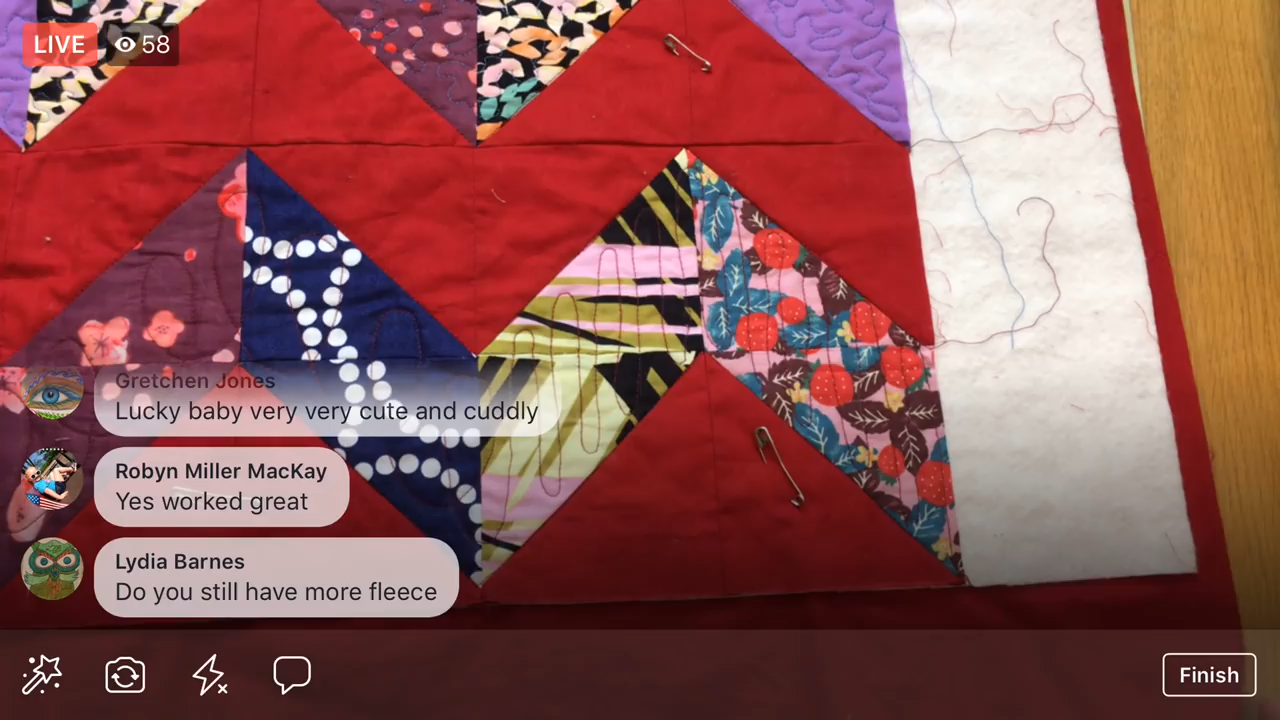 LIVE 58
Gretchen Jones
Lucky baby very very cute and cuddly
Robyn Miller MacKay
Yes worked great
Lydia Barnes
Do you still have more fleece
Finish